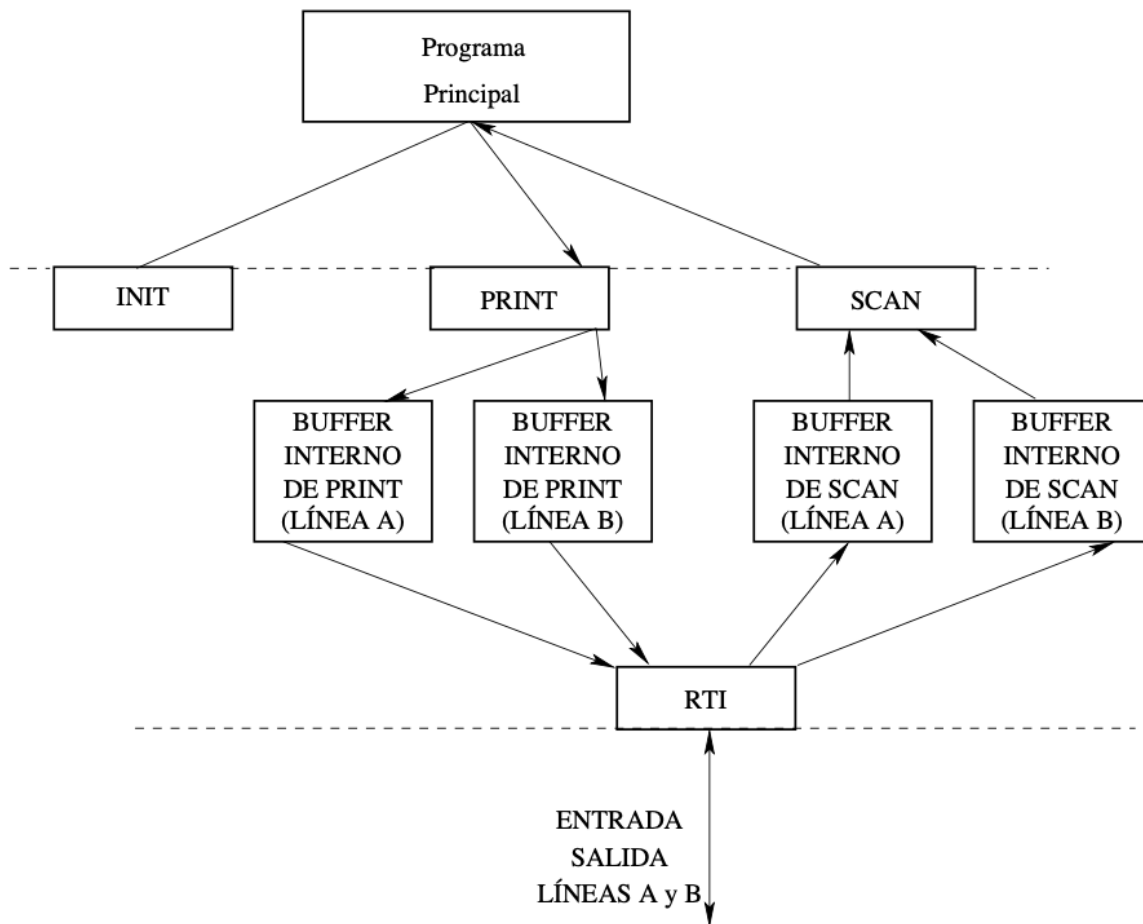 Programa
Principal
INIT
PRINT
SCAN
BUFFER
INTERNO
DE PRINT
(LÍNEA A)
BUFFER
INTERNO
DE PRINT
(LÍNEA B)
BUFFER
INTERNO
DE SCAN
(LÍNEA A)
BUFFER
INTERNO
DE SCAN
(LÍNEA B)
RTI
ENTRADA
SALIDA
LÍNEAS A y B